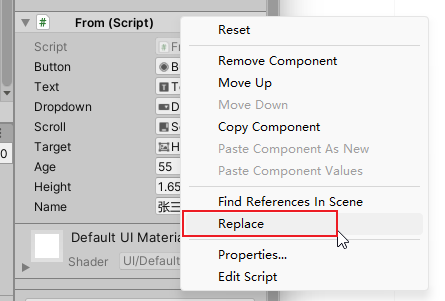 From (Script)
Script
Button
Text
Dropdown
Scroll
Target
Age
55
Height
1.65
Name
张三
Default UI Materia
Shader
UI/Default
0
Reset
Remove Component
Move Up
Move Down
Copy Component
Paste Component As New
Paste Component Values
Find References In Scene
Replace
Properties...
Edit Script